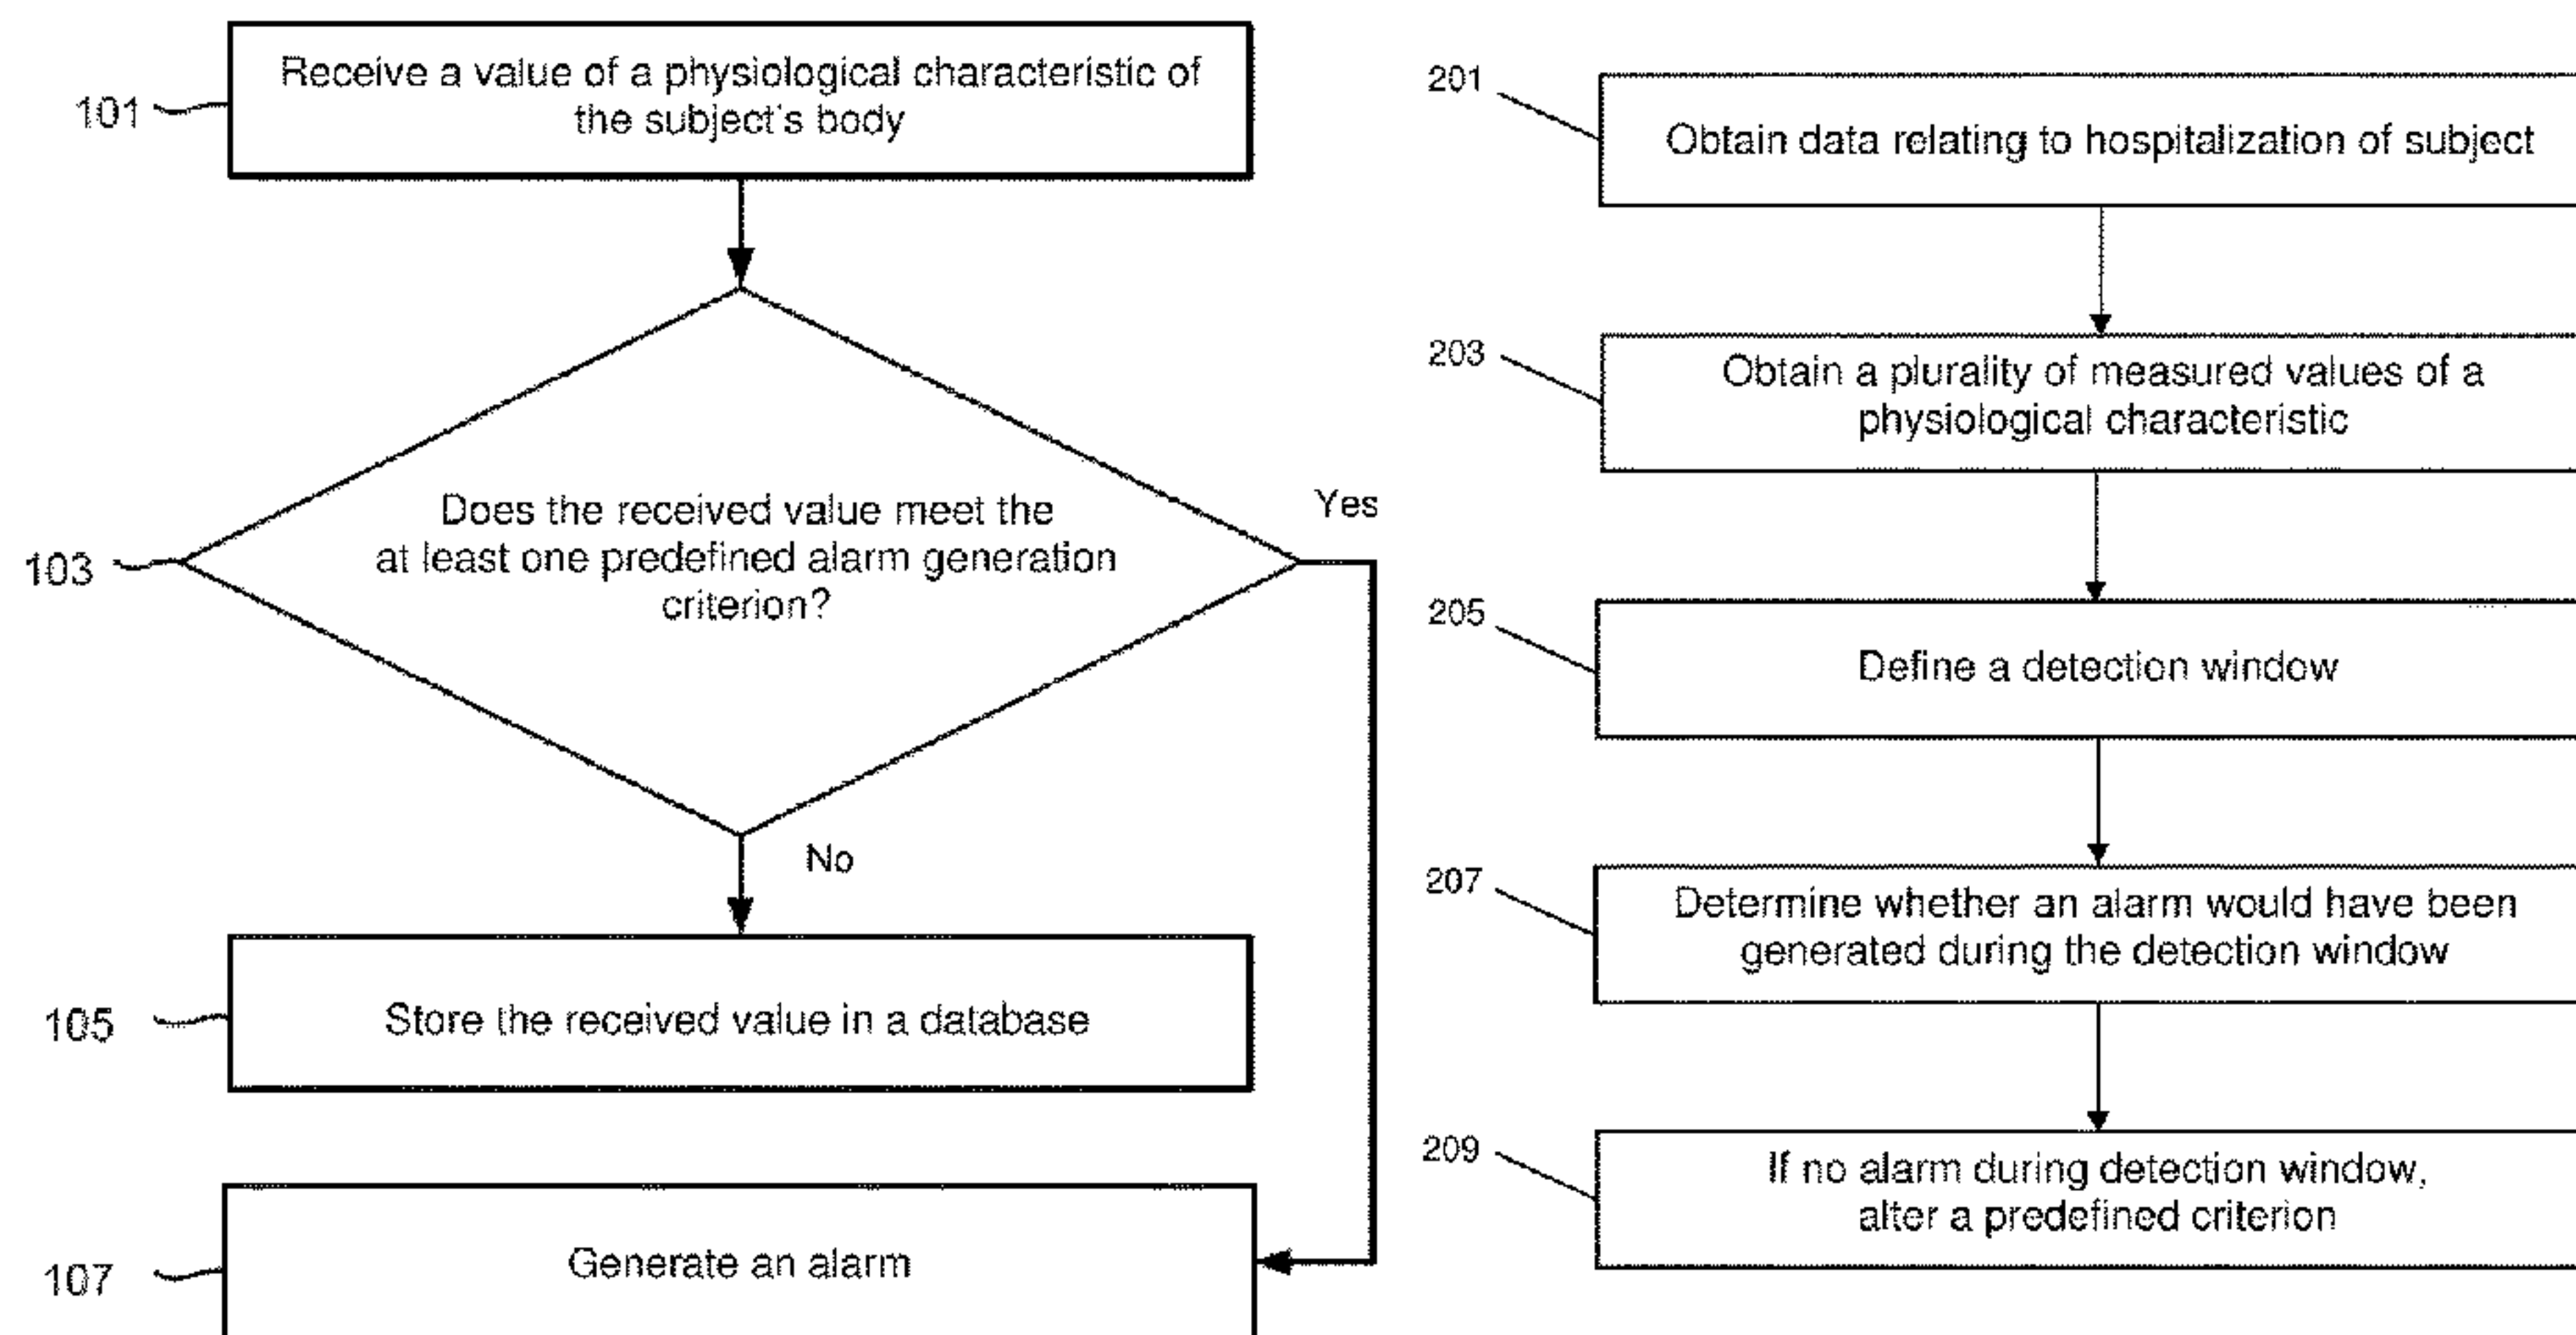 101
Receive a value of a physiological characteristic of
the subject's body
103
Does the received value meet the
at least one predefined alarm generation
criterion?
Yes
No
105
Store the received value in a database
107
Generate an alarm
201
Obtain data relating to hospitalization of subject
203
Obtain a plurality of measured values of a
physiological characteristic
205
Define a detection window
207
Determine whether an alarm would have been
generated during the detection window
209
If no alarm during detection window,
alter a predefined criterion